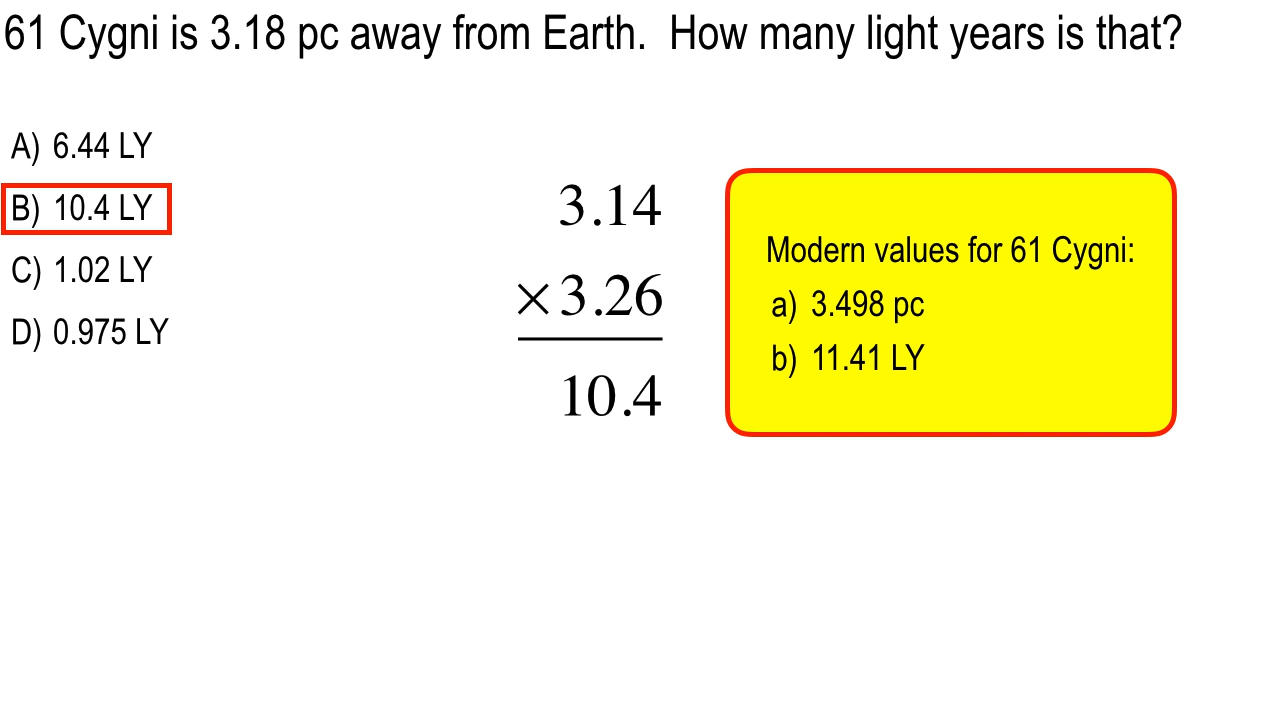 61 Cygni is 3.18 pc away from Earth. How many light years is that?
A) 6.44 LY
B) 10.4 LY
C) 1.02 LY
D) 0.975 LY
3.14
×3.26
10.4
Modern values for 61 Cygni:
a) 3.498 pc
b) 11.41 LY